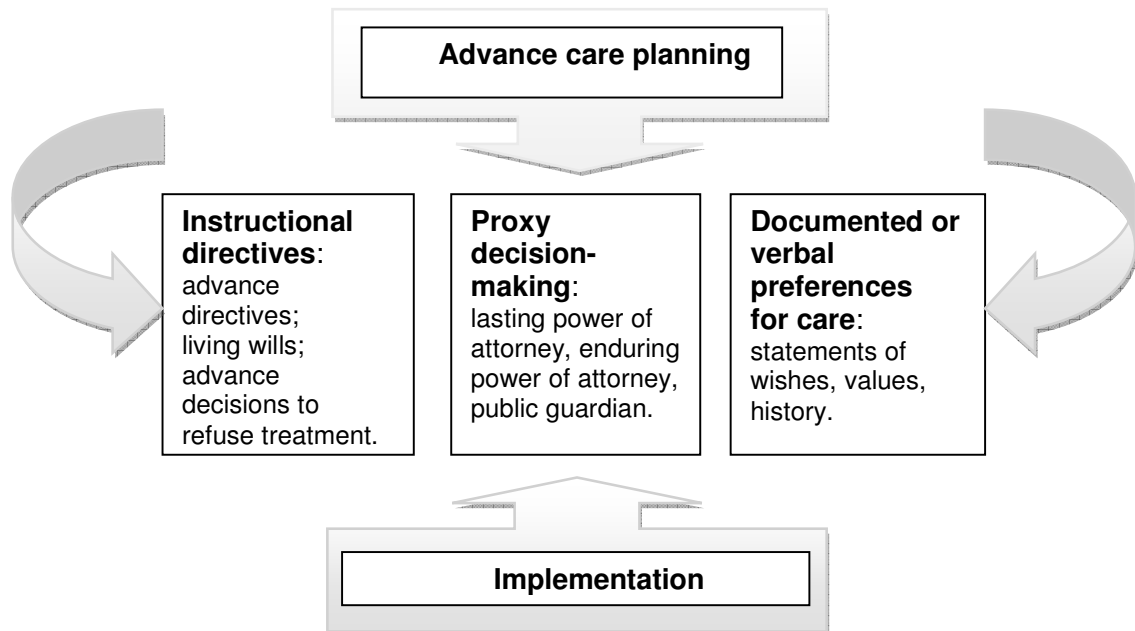 Advance care planning
Instructional
directives:
advance
directives;
living wills;
advance
decisions to
refuse treatment.
Proxy
decision-
making:
lasting power of
attorney, enduring
power of attorney,
public guardian.
Documented or
verbal
preferences
for care:
statements of
wishes, values,
history.
Implementation